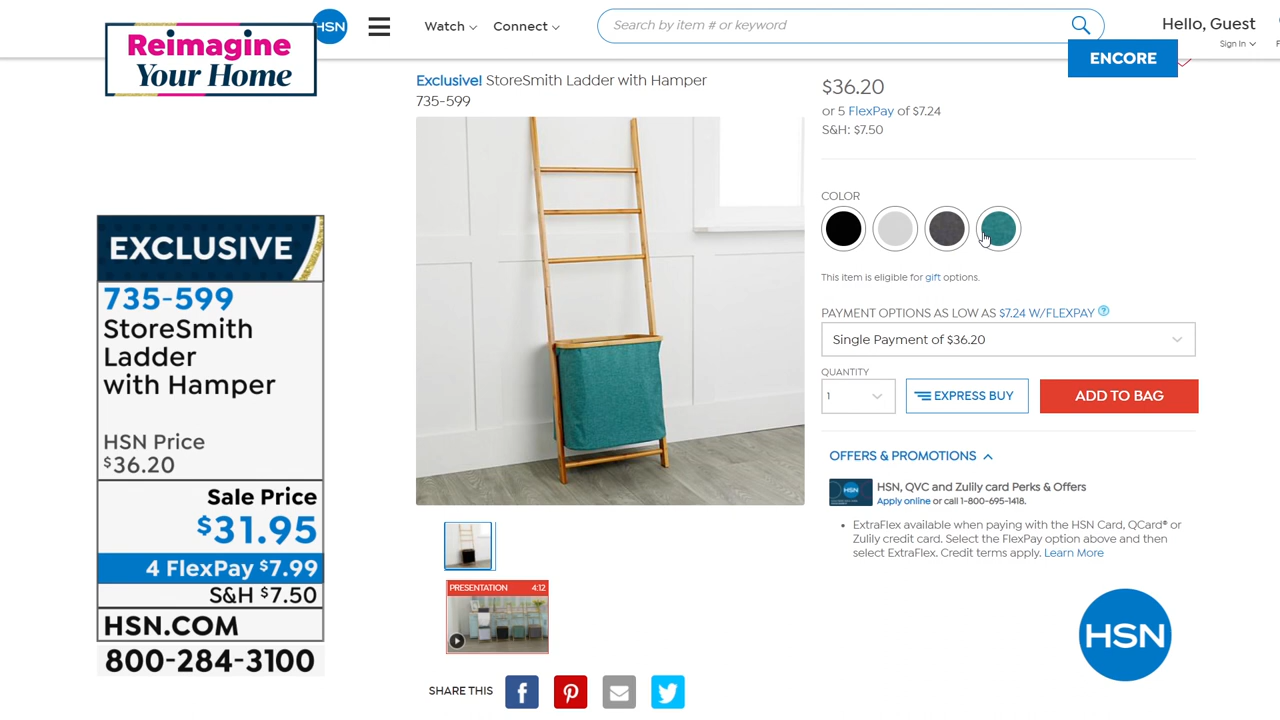 Reimagine
Your Home
HSN
Watch
Connect
Search by item # or keyword
Hello, Guest
Sign In
ENCORE
Exclusive! StoreSmith Ladder with Hamper
735-599
$36.20
or 5 FlexPay of $7.24
S&H: $7.50
COLOR
This item is eligible for gift options.
PAYMENT OPTIONS AS LOW AS $7.24 W/FLEXPAY ?
Single Payment of $36.20
QUANTITY
1
EXPRESS BUY
ADD TO BAG
OFFERS & PROMOTIONS
HSN
HSN, QVC and Zulily card Perks & Offers
Apply online or call 1-800-695-1418.
• ExtraFlex available when paying with the HSN Card, QCard® or
Zulily credit card. Select the FlexPay option above and then
select ExtraFlex. Credit terms apply. Learn More
PRESENTATION 4:12
SHARE THIS
EXCLUSIVE
735-599
StoreSmith
Ladder
with Hamper
HSN Price
$36.20
Sale Price
$31.95
4 FlexPay $7.99
S&H $7.50
HSN.COM
800-284-3100
HSN